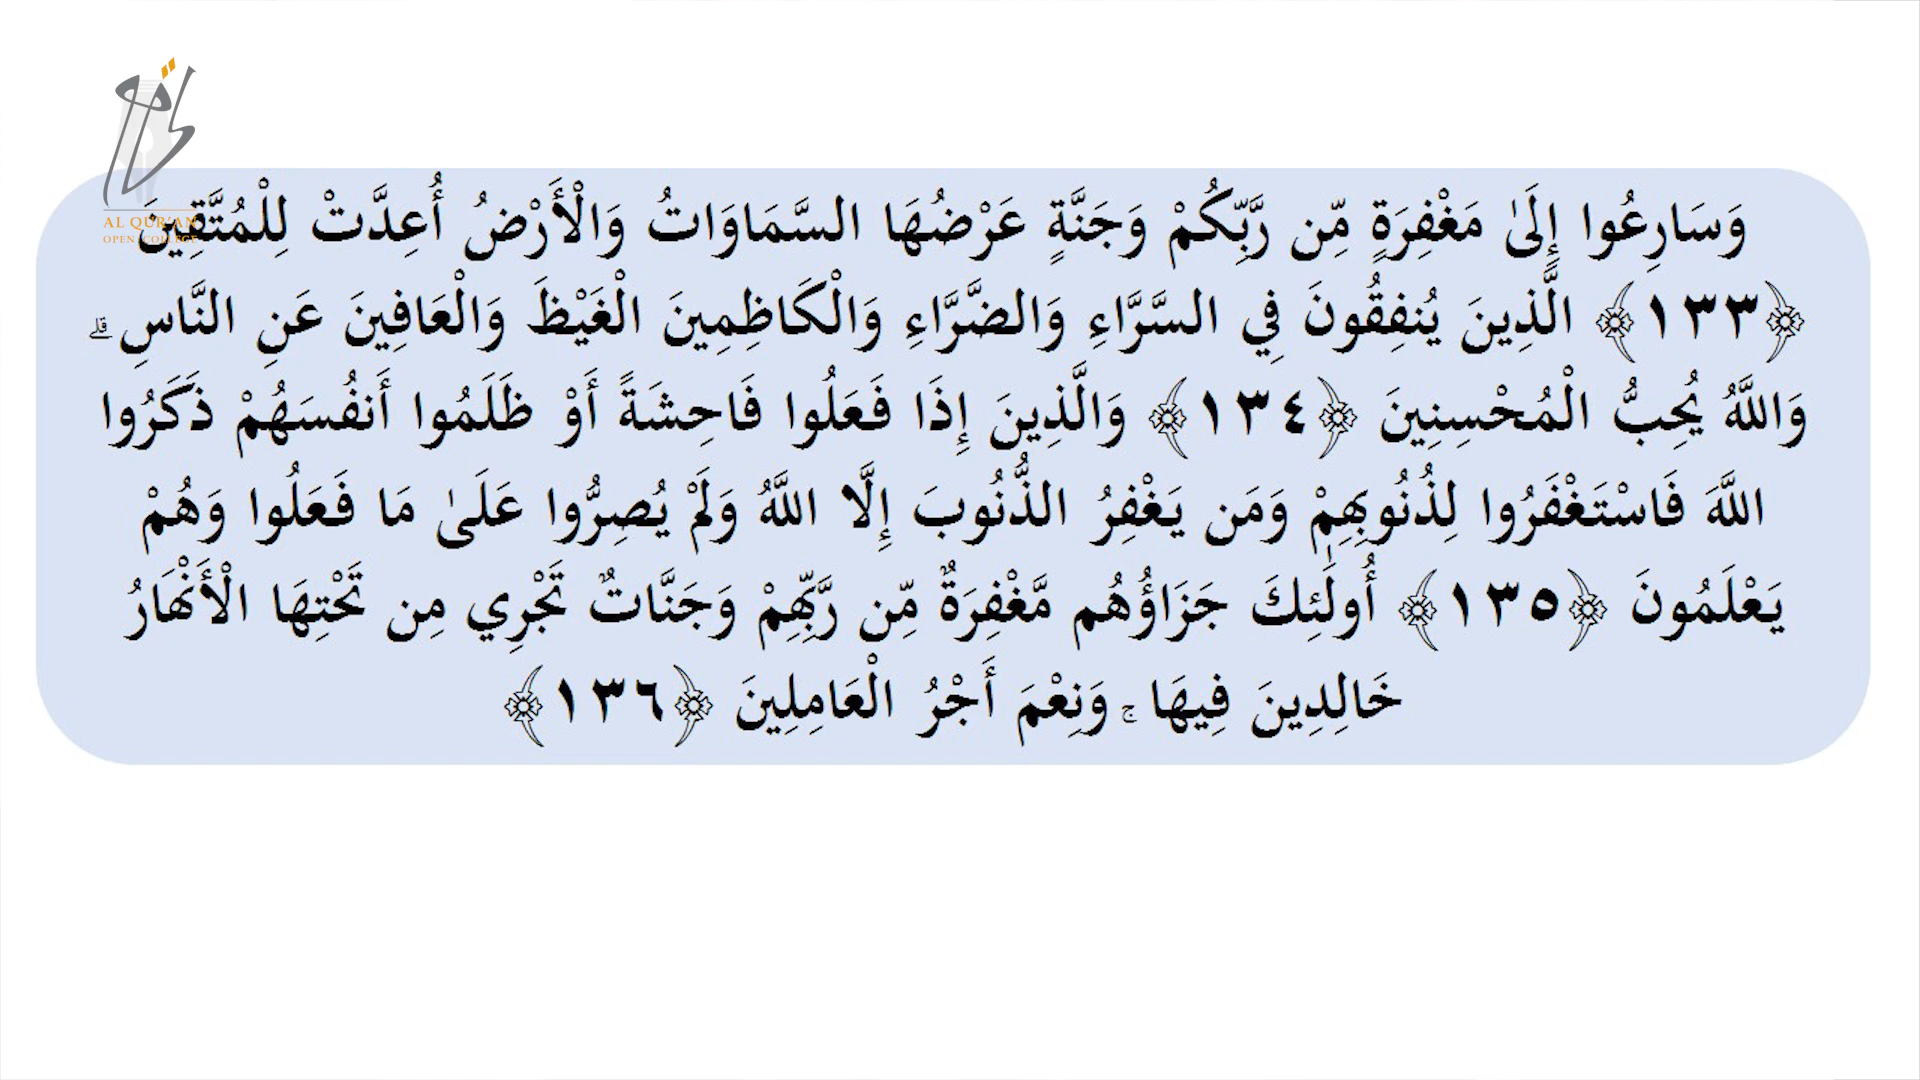 AL QUR'AN
OPEN COLLEGE
وَسَارِعُوا إِلَىٰ مَغْفِرَةٍ مِّن رَّبِّكُمْ وَجَنَّةٍ عَرْضُهَا السَّمَاوَاتُ وَالْأَرْضُ أُعِدَّتْ لِلْمُتَّقِينَ
﴿١٣٣﴾ الَّذِينَ يُنفِقُونَ فِي السَّرَّاءِ وَالضَّرَّاءِ وَالْكَاظِمِينَ الْغَيْظَ وَالْعَافِينَ عَنِ النَّاسِ ۗ
وَاللَّهُ يُحِبُّ الْمُحْسِنِينَ ﴿١٣٤﴾ وَالَّذِينَ إِذَا فَعَلُوا فَاحِشَةً أَوْ ظَلَمُوا أَنفُسَهُمْ ذَكَرُوا
اللَّهَ فَاسْتَغْفَرُوا لِذُنُوبِهِمْ وَمَن يَغْفِرُ الذُّنُوبَ إِلَّا اللَّهُ وَلَمْ يُصِرُّوا عَلَىٰ مَا فَعَلُوا وَهُمْ
يَعْلَمُونَ ﴿١٣٥﴾ أُولَٰئِكَ جَزَاؤُهُم مَّغْفِرَةٌ مِّن رَّبِّهِمْ وَجَنَّاتٌ تَجْرِي مِن تَحْتِهَا الْأَنْهَارُ
خَالِدِينَ فِيهَا ۚ وَنِعْمَ أَجْرُ الْعَامِلِينَ ﴿١٣٦﴾